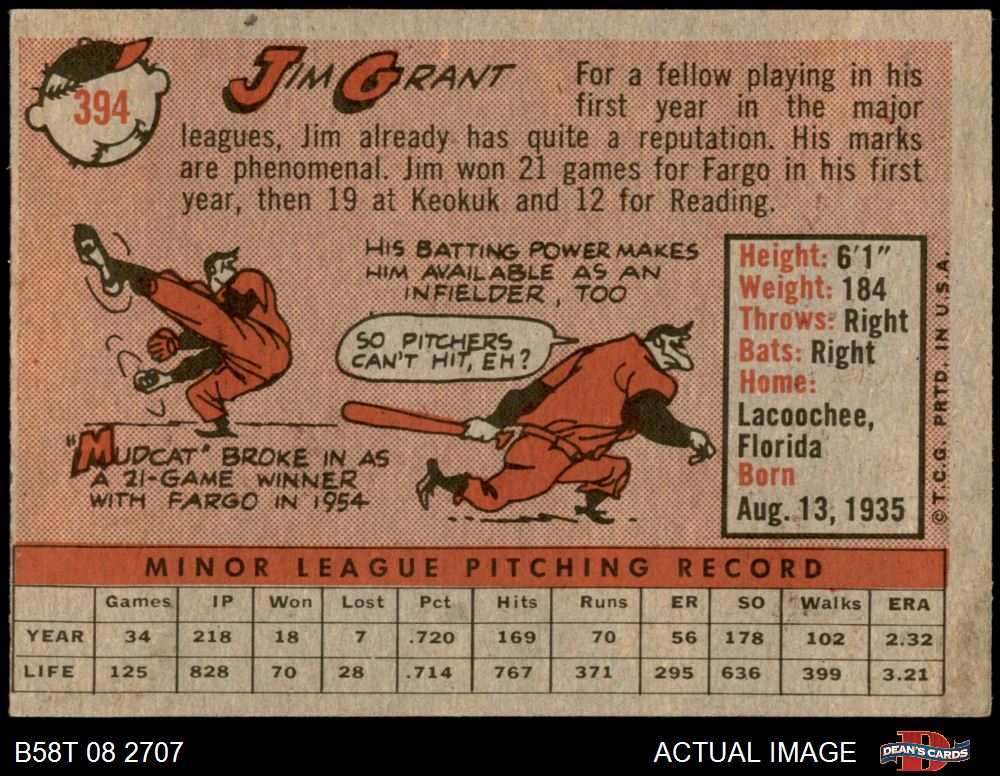 394
JIM GRANT
For a fellow playing in his
first year in the major
leagues, Jim already has quite a reputation. His marks
are phenomenal. Jim won 21 games for Fargo in his first
year, then 19 at Keokuk and 12 for Reading.
HIS BATTING POWER MAKES
HIM AVAILABLE AS AN
INFIELDER, TOO
SO PITCHERS
CAN'T HIT, EH?
"MUDCAT" BROKE IN AS
A 21-GAME WINNER
WITH FARGO IN 1954
Height: 6'1"
Weight: 184
Throws: Right
Bats: Right
Home:
Lacoochee,
Florida
Born
Aug. 13, 1935
© T.C.G. PRTD. IN U.S.A.
MINOR LEAGUE PITCHING RECORD
Games IP Won Lost Pct Hits Runs ER SO Walks ERA
YEAR 34 218 18 7 .720 169 70 56 178 102 2.32
LIFE 125 828 70 28 .714 767 371 295 636 399 3.21
B58T 08 2707
ACTUAL IMAGE
D
DEAN'S CARDS